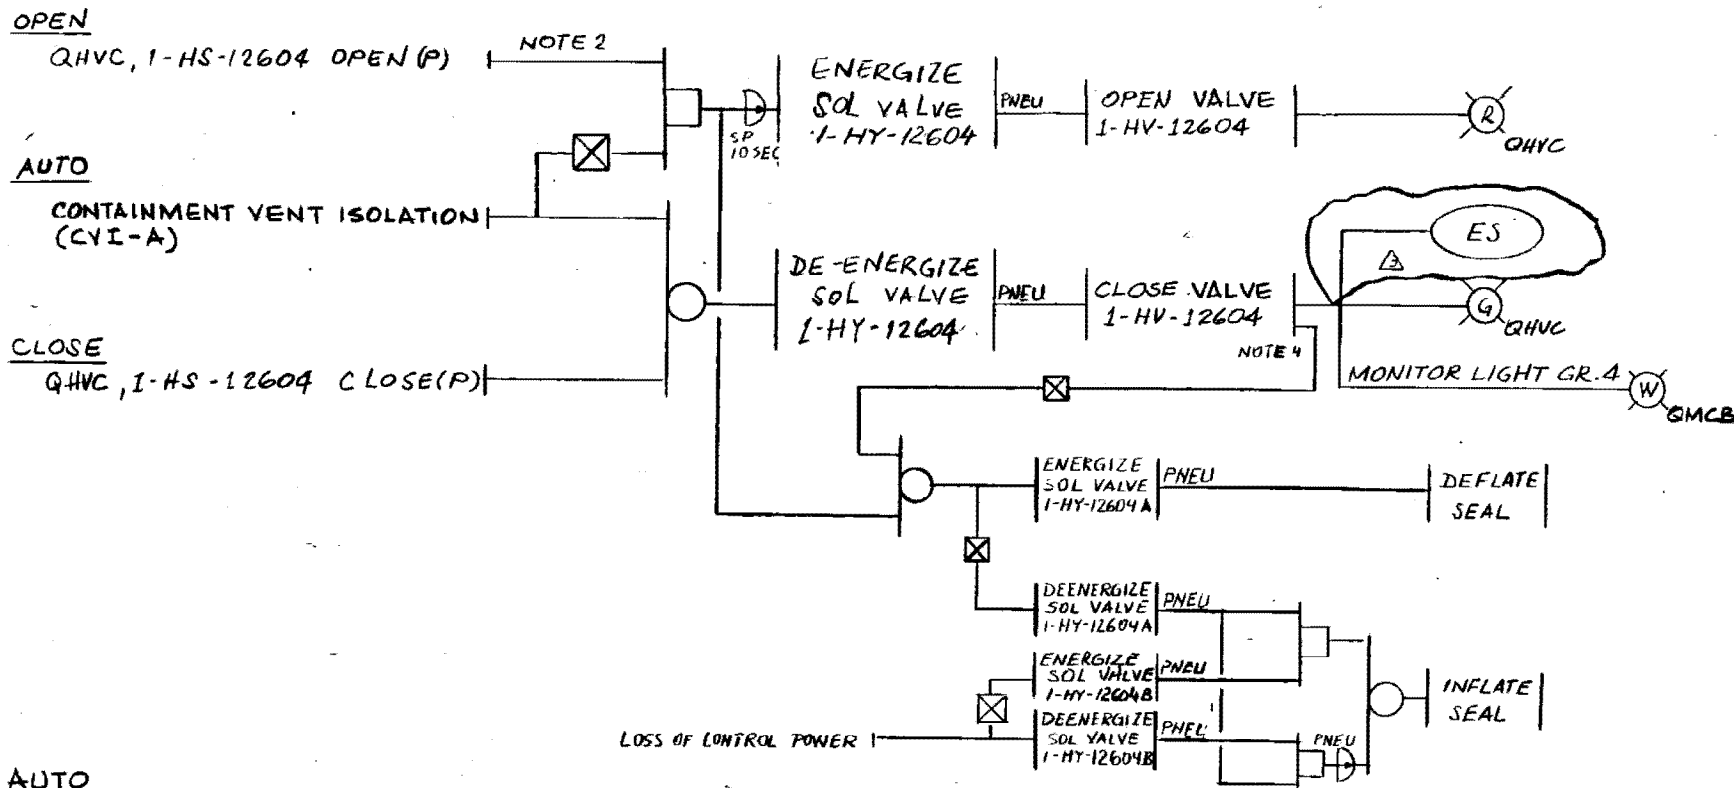 OPEN
QHVC, 1-HS-12604 OPEN (P)
NOTE 2
SP
10 SEC
ENERGIZE
SOL VALVE
1-HY-12604
PNEU
OPEN VALVE
1-HV-12604
R
QHVC
AUTO
CONTAINMENT VENT ISOLATION
(CVI-A)
ES
3
DE-ENERGIZE
SOL VALVE
1-HY-12604
PNEU
CLOSE VALVE
1-HV-12604
G
QHVC
NOTE 4
CLOSE
QHVC, 1-HS-12604 CLOSE(P)
MONITOR LIGHT GR.4
W
QMCB
ENERGIZE
SOL VALVE
1-HY-12604A
PNEU
DEFLATE
SEAL
DEENERGIZE
SOL VALVE
1-HY-12604A
PNEU
ENERGIZE
SOL VALVE
1-HY-12604B
PNEU
INFLATE
SEAL
LOSS OF CONTROL POWER
DEENERGIZE
SOL VALVE
1-HY-12604B
PNEU
PNEU
AUTO